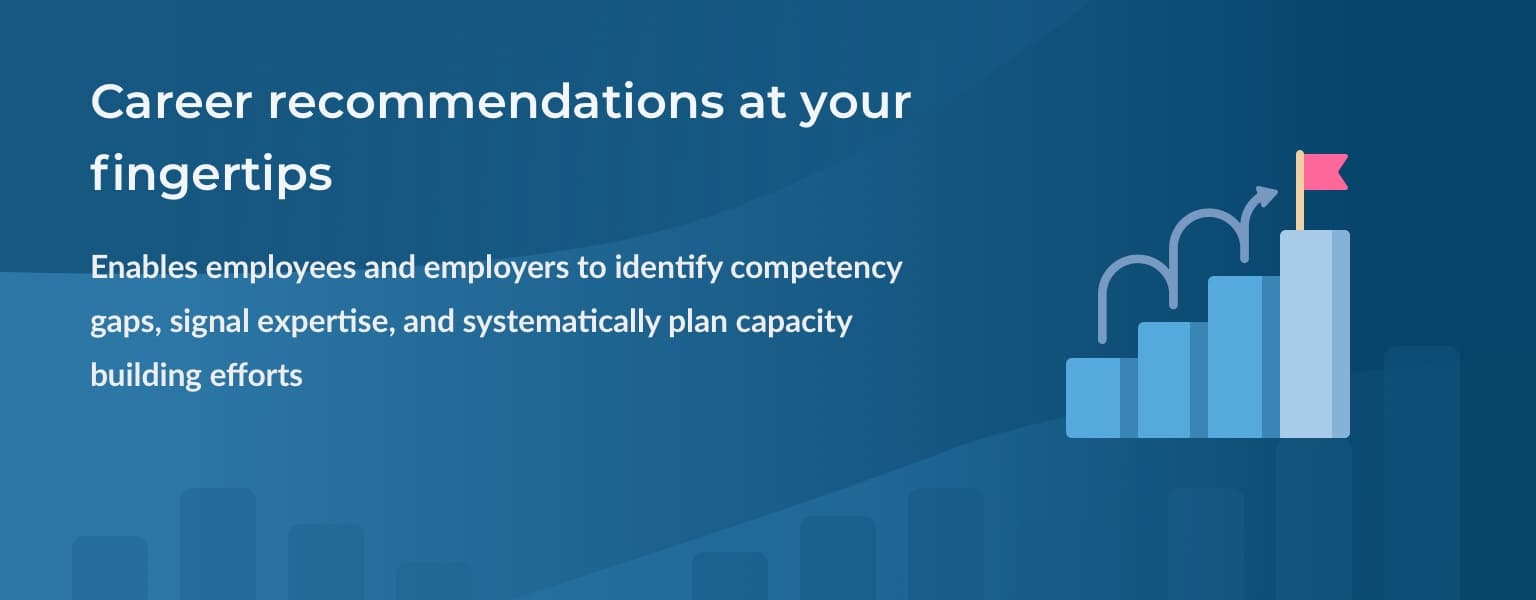 Career recommendations at your
fingertips
Enables employees and employers to identify competency
gaps, signal expertise, and systematically plan capacity
building efforts